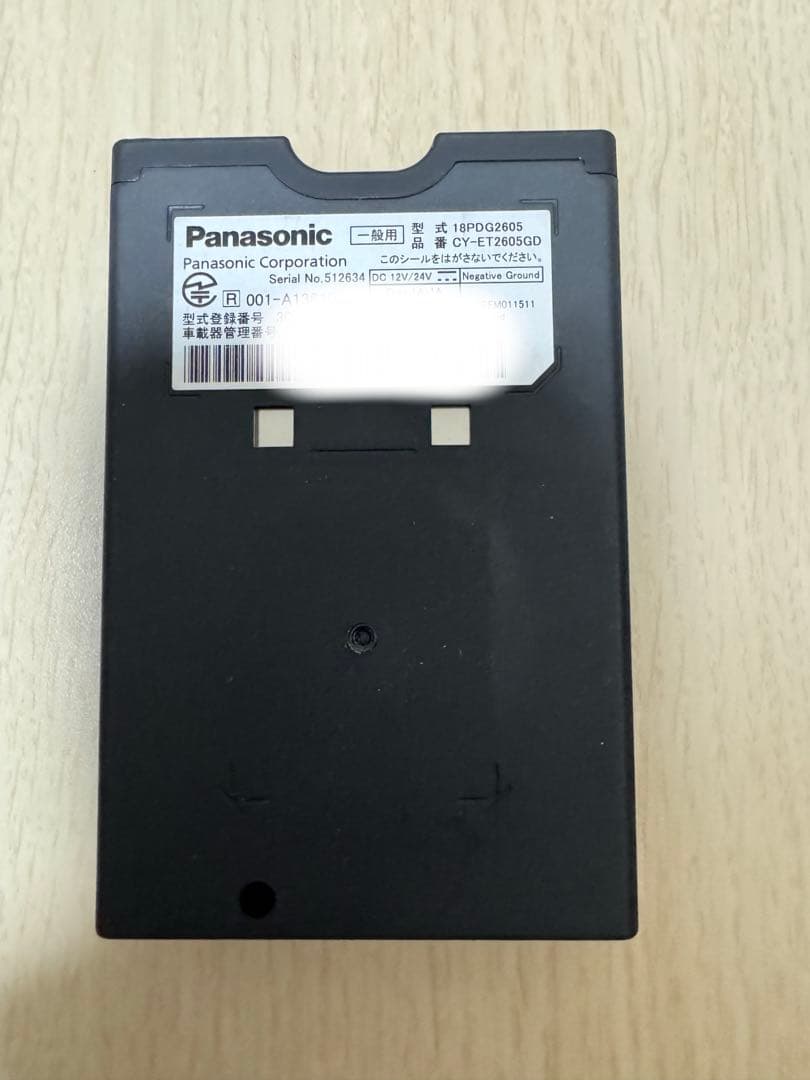 Panasonic 一般用 型式 18PDG2605
品番 CY-ET2605GD
Panasonic Corporation このシールをはがさないでください。
Serial No.512634 DC 12V/24V Negative Ground
R
型式登録番号
車載器管理番号